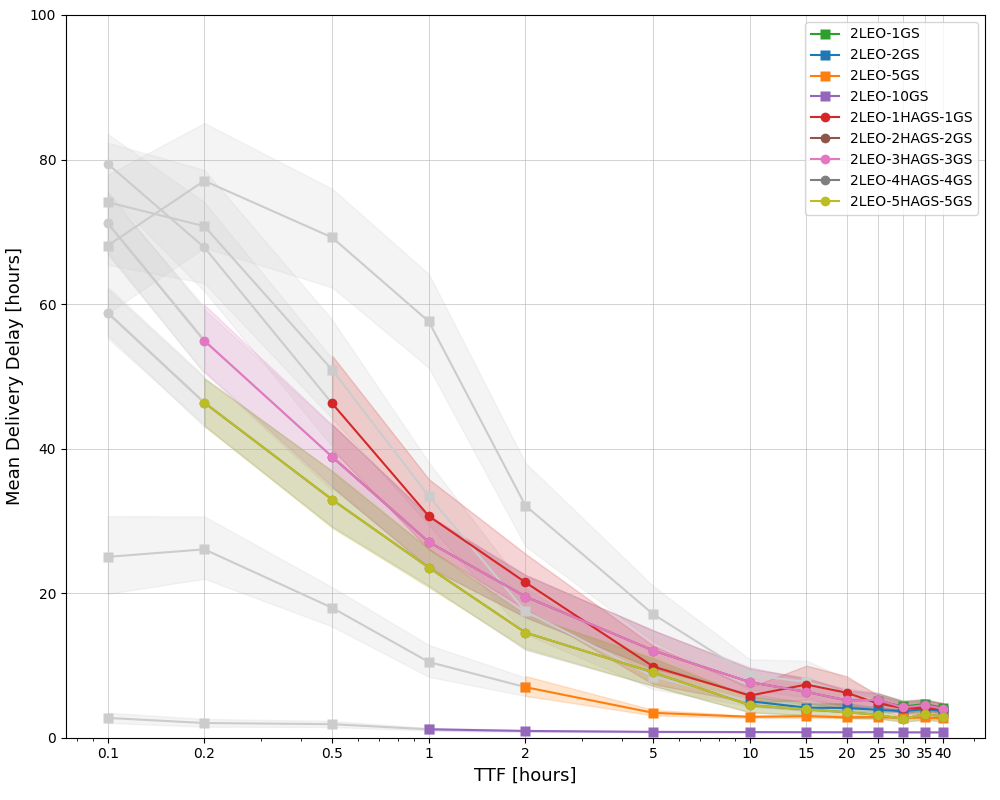 100
80
60
40
20
0
Mean Delivery Delay [hours]
2LEO-1GS
2LEO-2GS
2LEO-5GS
2LEO-10GS
2LEO-1HAGS-1GS
2LEO-2HAGS-2GS
2LEO-3HAGS-3GS
2LEO-4HAGS-4GS
2LEO-5HAGS-5GS
0.1 0.2 0.5 1 2 5 10 15 20 25 30 35 40
TTF [hours]